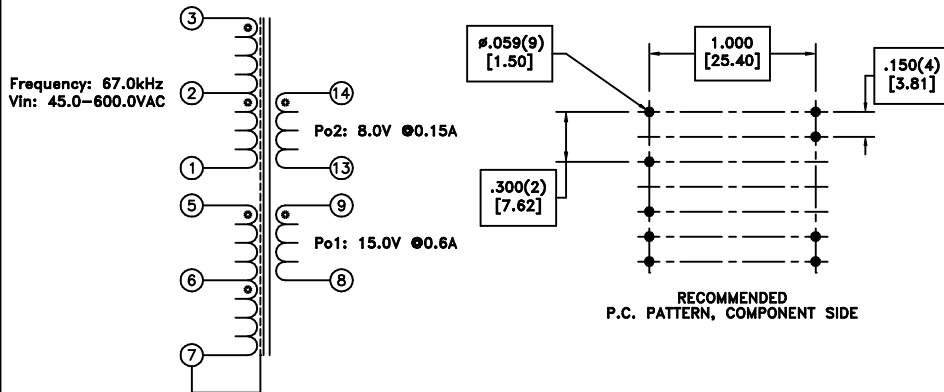 3
Frequency: 67.0kHz
Vin: 45.0-600.0VAC
2
1
5
6
7
14
Po2: 8.0V @0.15A
13
9
Po1: 15.0V @0.6A
8
ø.059(9)
[1.50]
1.000
[25.40]
.150(4)
[3.81]
.300(2)
[7.62]
RECOMMENDED
P.C. PATTERN, COMPONENT SIDE